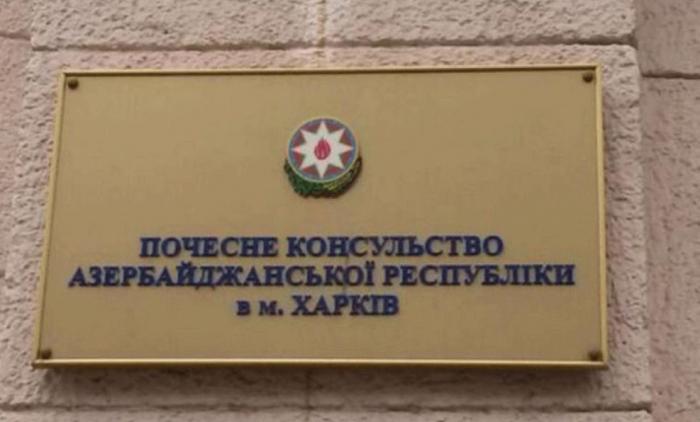 ПОЧЕСНЕ КОНСУЛЬСТВО
АЗЕРБАЙДЖАНСЬКОЇ РЕСПУБЛІКИ
в м. ХАРКІВ